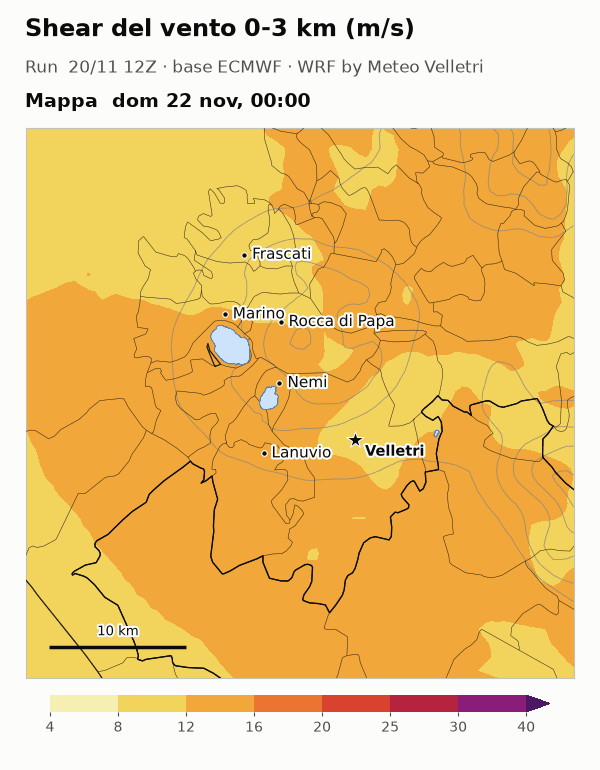 Shear del vento 0-3 km (m/s)
Run  20/11 12Z · base ECMWF · WRF by Meteo Velletri
Mappa  dom 22 nov, 00:00
Frascati
Marino
Rocca di Papa
Nemi
Velletri
Lanuvio
10 km
4 8 12 16 20 25 30 40